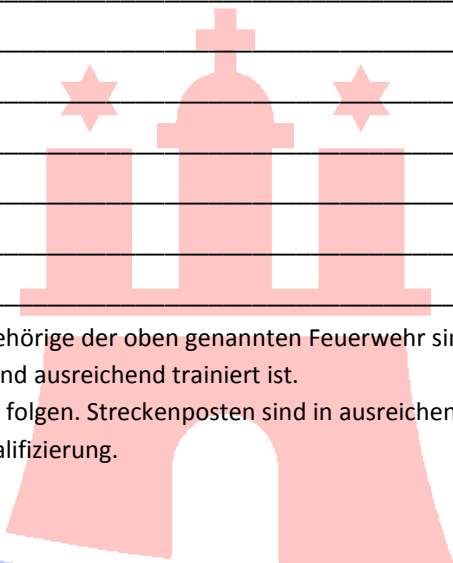 ehörige der oben genannten Feuerwehr sin
nd ausreichend trainiert ist.
folgen. Streckenposten sind in ausreichen
alifizierung.